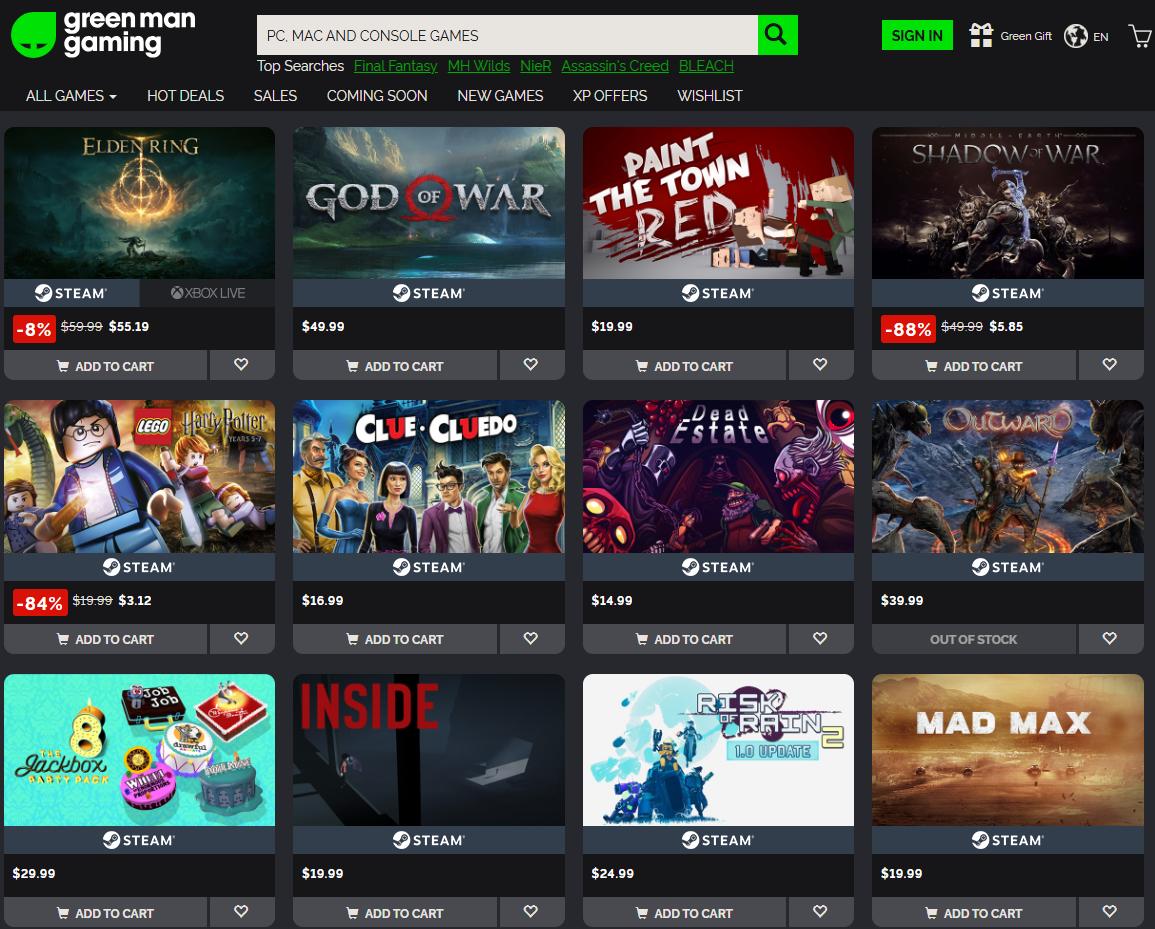 green man
gaming
PC, MAC AND CONSOLE GAMES
SIGN IN
Green Gift
EN
Top Searches Final Fantasy MH Wilds NieR Assassin's Creed BLEACH
ALL GAMES HOT DEALS SALES COMING SOON NEW GAMES XP OFFERS WISHLIST
ELDEN RING
STEAM XBOX LIVE
-8% $59.99 $55.19
ADD TO CART
GOD OF WAR
STEAM
$49.99
ADD TO CART
PAINT
THE TOWN
RED
STEAM
$19.99
ADD TO CART
MIDDLE-EARTH
SHADOW OF WAR
STEAM
-88% $49.99 $5.85
ADD TO CART
LEGO Harry Potter
YEARS 5-7
STEAM
-84% $19.99 $3.12
ADD TO CART
CLUE · CLUEDO
STEAM
$16.99
ADD TO CART
Dead
Estate
STEAM
$14.99
ADD TO CART
OUTWARD
STEAM
$39.99
OUT OF STOCK
THE
Jackbox
PARTY PACK
8
JOB
JOB
drawful
WHEEL
STEAM
$29.99
ADD TO CART
INSIDE
STEAM
$19.99
ADD TO CART
RISK
OF RAIN 2
1.0 UPDATE
STEAM
$24.99
ADD TO CART
MAD MAX
STEAM
$19.99
ADD TO CART